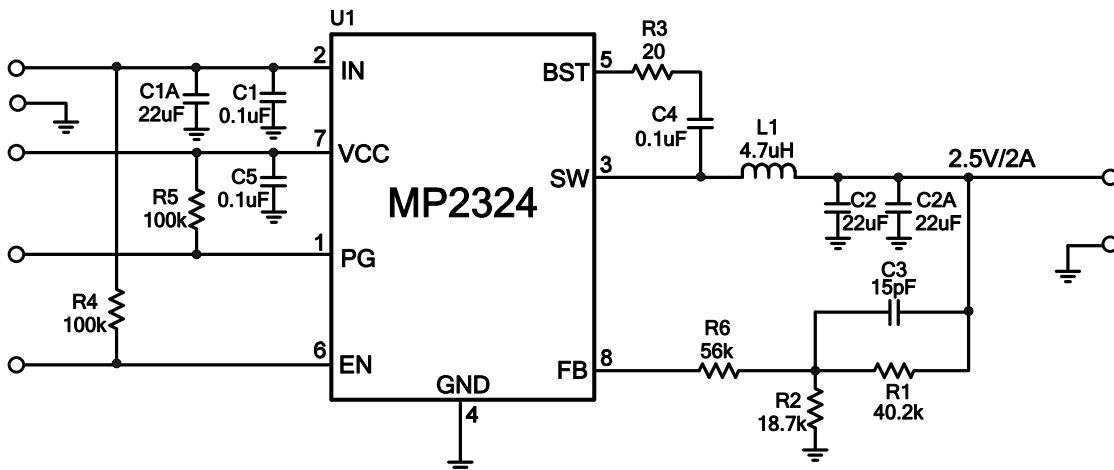 U1
MP2324
2
IN
7
VCC
1
PG
6
EN
GND
4
5
BST
3
SW
8
FB
C1A
22uF
C1
0.1uF
R5
100k
C5
0.1uF
R4
100k
R3
20
C4
0.1uF
L1
4.7uH
2.5V/2A
C2
22uF
C2A
22uF
C3
15pF
R6
56k
R2
18.7k
R1
40.2k